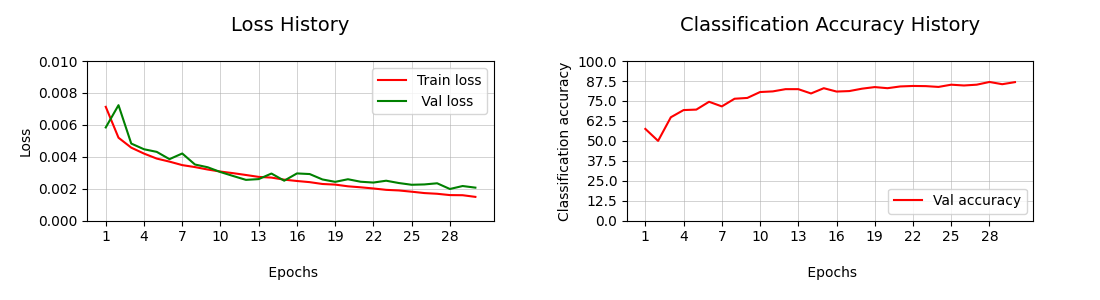 Loss History
0.010
0.008
0.006
0.004
0.002
0.000
Loss
Train loss
Val loss
1 4 7 10 13 16 19 22 25 28
Epochs
Classification Accuracy History
100.0
87.5
75.0
62.5
50.0
37.5
25.0
12.5
0.0
Classification accuracy
Val accuracy
1 4 7 10 13 16 19 22 25 28
Epochs